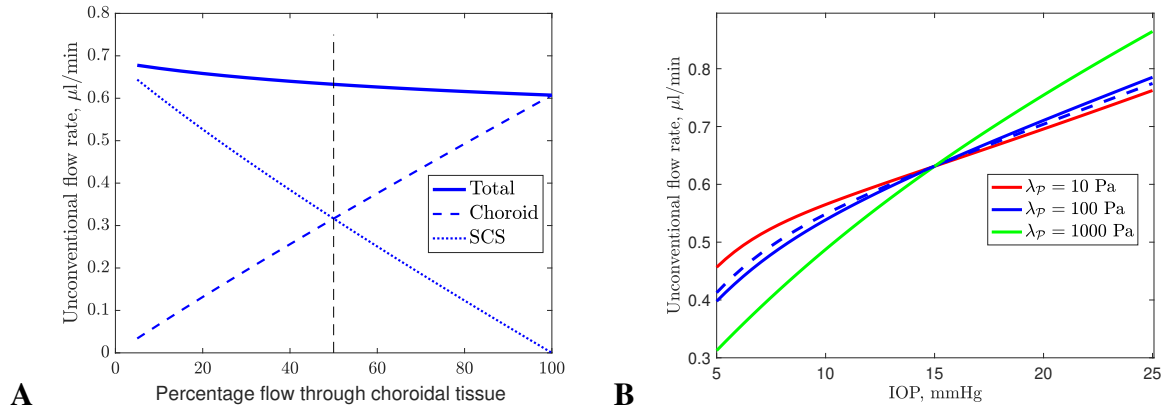 A
Unconventional flow rate, μl/min
0.8
0.7
0.6
0.5
0.4
0.3
0.2
0.1
0
Total
Choroid
SCS
0 20 40 60 80 100
Percentage flow through choroidal tissue
B
Unconventional flow rate, μl/min
0.8
0.7
0.6
0.5
0.4
0.3
λ_𝒫 = 10 Pa
λ_𝒫 = 100 Pa
λ_𝒫 = 1000 Pa
5 10 15 20 25
IOP, mmHg